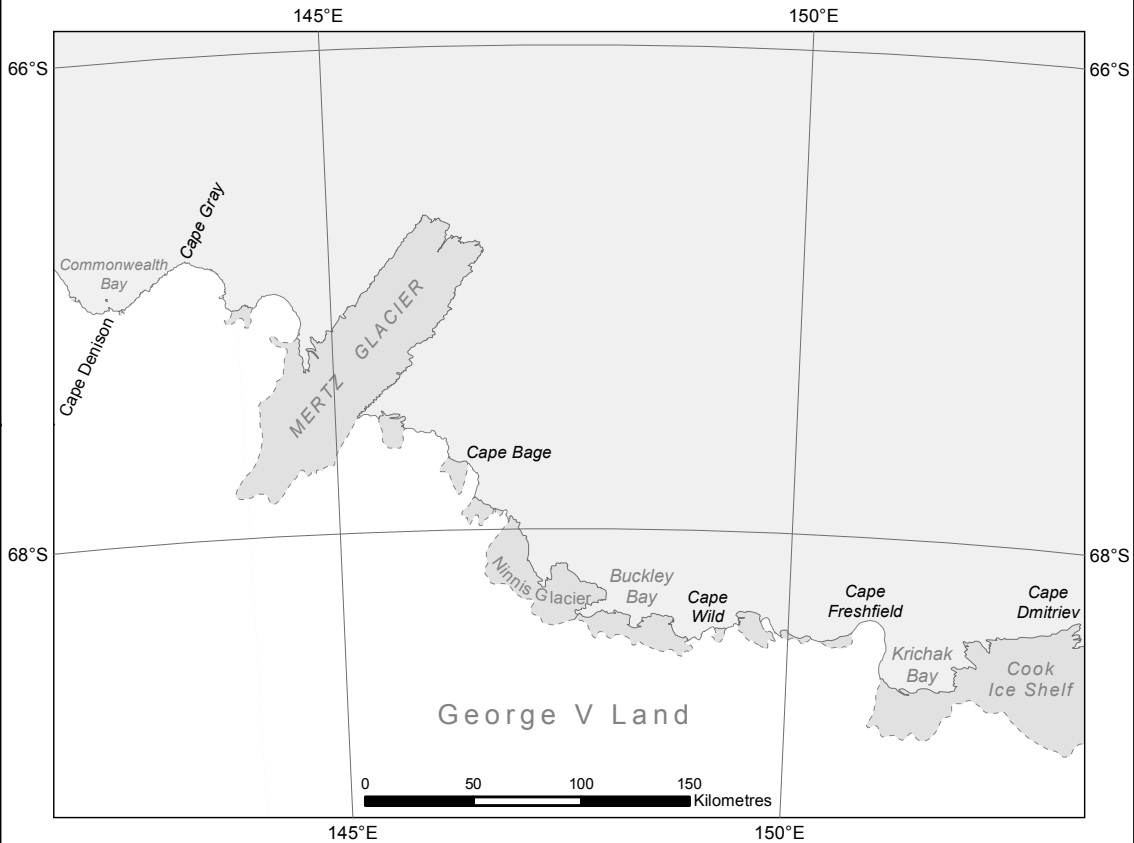 145°E
150°E
66°S
66°S
Cape Gray
Commonwealth
Bay
Cape Denison
MERTZ GLACIER
Cape Bage
68°S
68°S
Ninnis Glacier
Buckley
Bay
Cape
Wild
Cape
Freshfield
Cape
Dmitriev
Krichak
Bay
Cook
Ice Shelf
George V Land
0
50
100
150
Kilometres
145°E
150°E